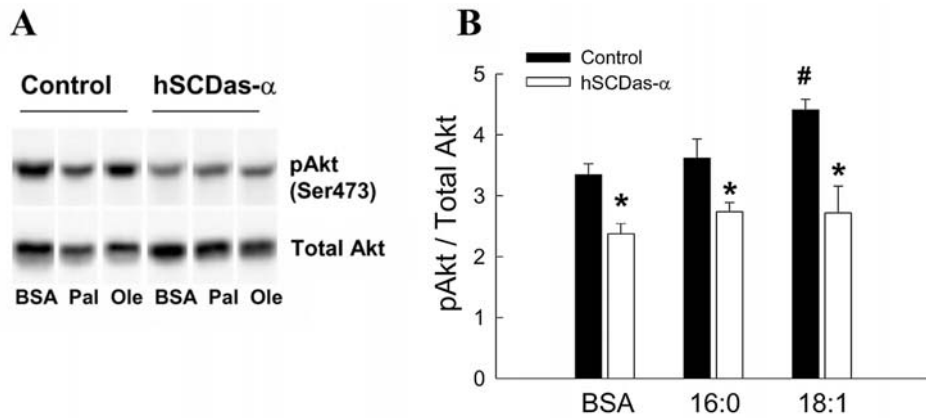 A
Control hSCDas-α
pAkt
(Ser473)
Total Akt
BSA Pal Ole BSA Pal Ole
B
Control
hSCDas-α
pAkt / Total Akt
5
4
3
2
1
0
#
*
*
*
BSA 16:0 18:1